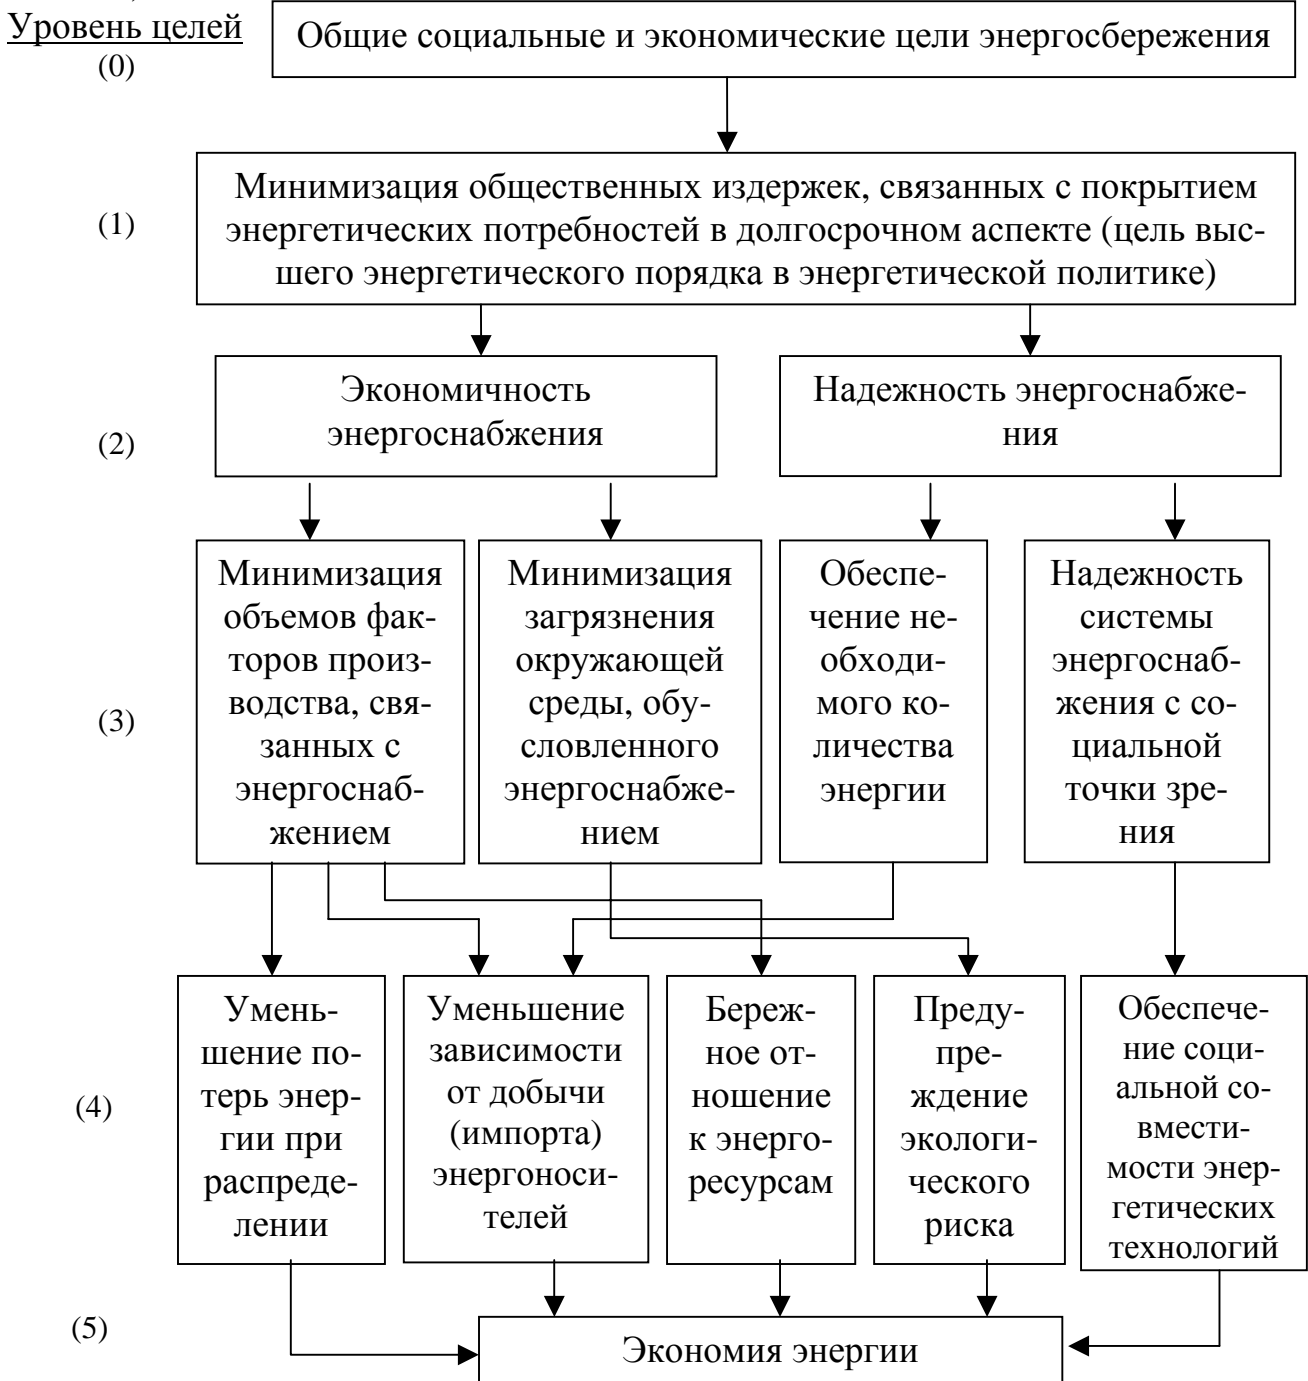 Уровень целей
(0)
Общие социальные и экономические цели энергосбережения
(1)
Минимизация общественных издержек, связанных с покрытием
энергетических потребностей в долгосрочном аспекте (цель выс-
шего энергетического порядка в энергетической политике)
(2)
Экономичность
энергоснабжения
Надежность энергоснабже-
ния
(3)
Минимизация
объемов фак-
торов произ-
водства, свя-
занных с
энергоснаб-
жением
Минимизация
загрязнения
окружающей
среды, обу-
словленного
энергоснабже-
нием
Обеспе-
чение не-
обходи-
мого ко-
личества
энергии
Надежность
системы
энергоснаб-
жения с со-
циальной
точки зре-
ния
(4)
Умень-
шение по-
терь энер-
гии при
распреде-
лении
Уменьшение
зависимости
от добычи
(импорта)
энергоноси-
телей
Береж-
ное от-
ношение
к энерго-
ресурсам
Преду-
пре-
ждение
экологи-
ческого
риска
Обеспече-
ние соци-
альной со-
вмести-
мости энер-
гетических
технологий
(5)
Экономия энергии